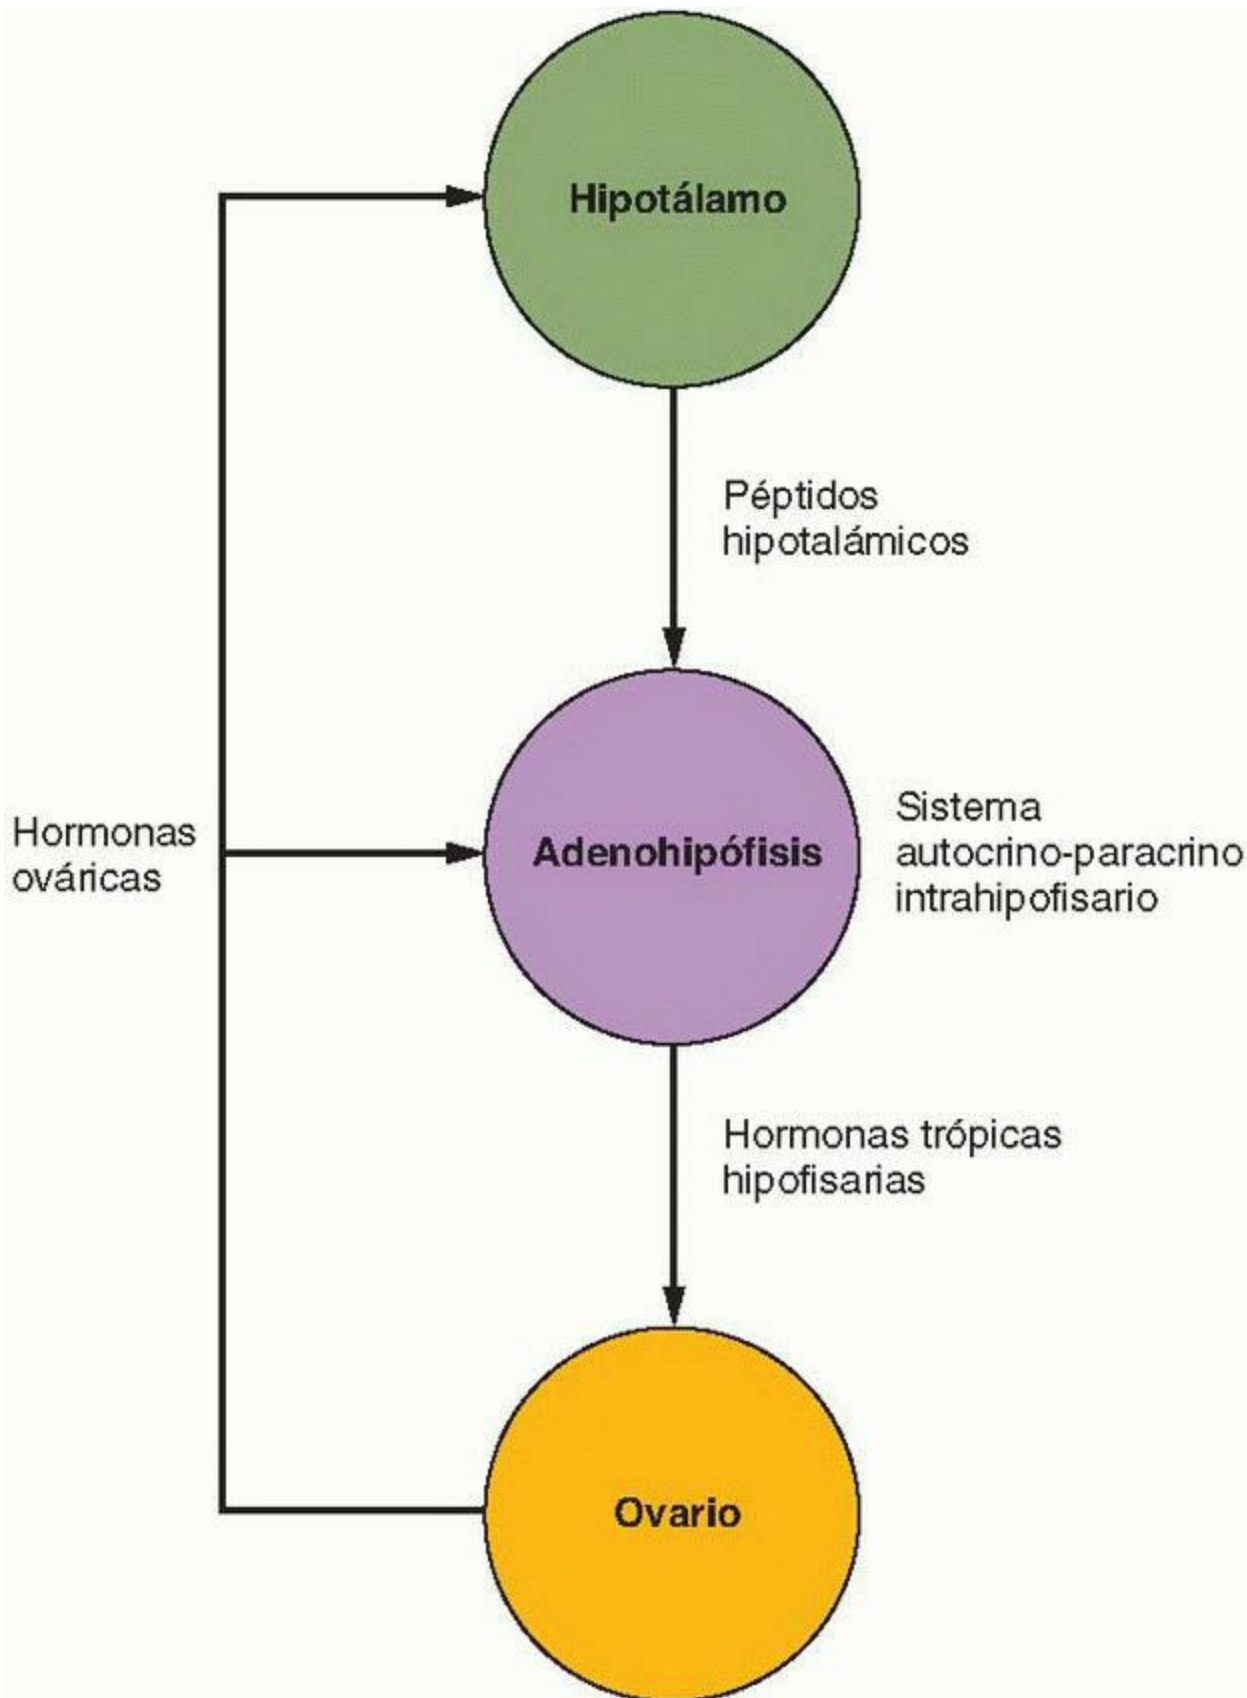 Hipotálamo
Péptidos
hipotalámicos
Hormonas
ováricas
Adenohipófisis
Sistema
autocrino-paracrino
intrahipofisario
Hormonas trópicas
hipofisarias
Ovario